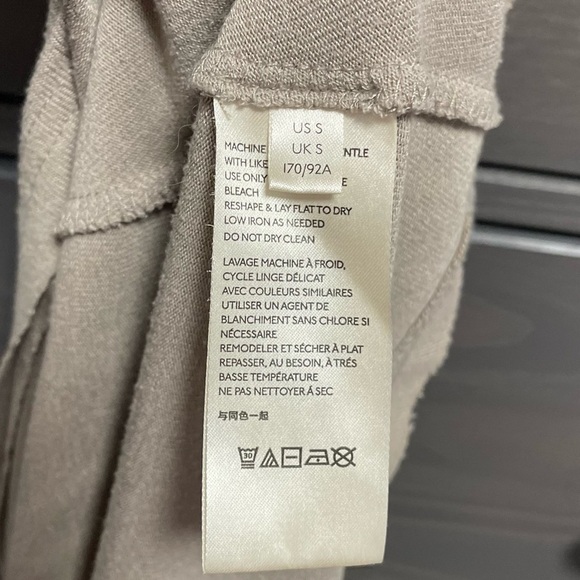 US S
UK S
170/92A
MACHINE NTLE
WITH LIKE
USE ONLY E
BLEACH
RESHAPE & LAY FLAT TO DRY
LOW IRON AS NEEDED
DO NOT DRY CLEAN
LAVAGE MACHINE À FROID,
CYCLE LINGE DÉLICAT
AVEC COULEURS SIMILAIRES
UTILISER UN AGENT DE
BLANCHIMENT SANS CHLORE SI
NÉCESSAIRE
REMODELER ET SÉCHER À PLAT
REPASSER, AU BESOIN, À TRÉS
BASSE TEMPÉRATURE
NE PAS NETTOYER Á SEC
与同色一起
30